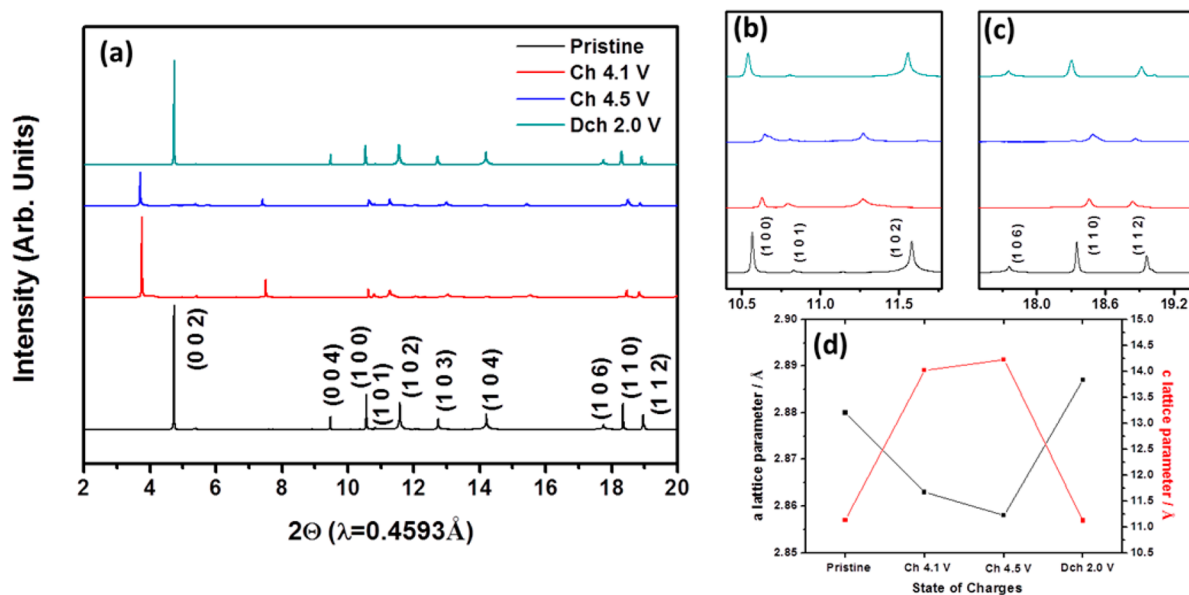 (a)
Pristine
Ch 4.1 V
Ch 4.5 V
Dch 2.0 V
Intensity (Arb. Units)
(0 0 2)
(0 0 4)
(1 0 0)
(1 0 1)
(1 0 2)
(1 0 3)
(1 0 4)
(1 0 6)
(1 1 0)
(1 1 2)
2 4 6 8 10 12 14 16 18 20
2Θ (λ=0.4593Å)
(b)
(1 0 0)
(1 0 1)
(1 0 2)
10.5 11.0 11.5
(c)
(1 0 6)
(1 1 0)
(1 1 2)
18.0 18.6 19.2
(d)
a lattice parameter / Å
2.90
2.89
2.88
2.87
2.86
2.85
15.0
14.5
14.0
13.5
13.0
12.5
12.0
11.5
11.0
10.5
c lattice parameter / Å
Pristine Ch 4.1 V Ch 4.5 V Dch 2.0 V
State of Charges